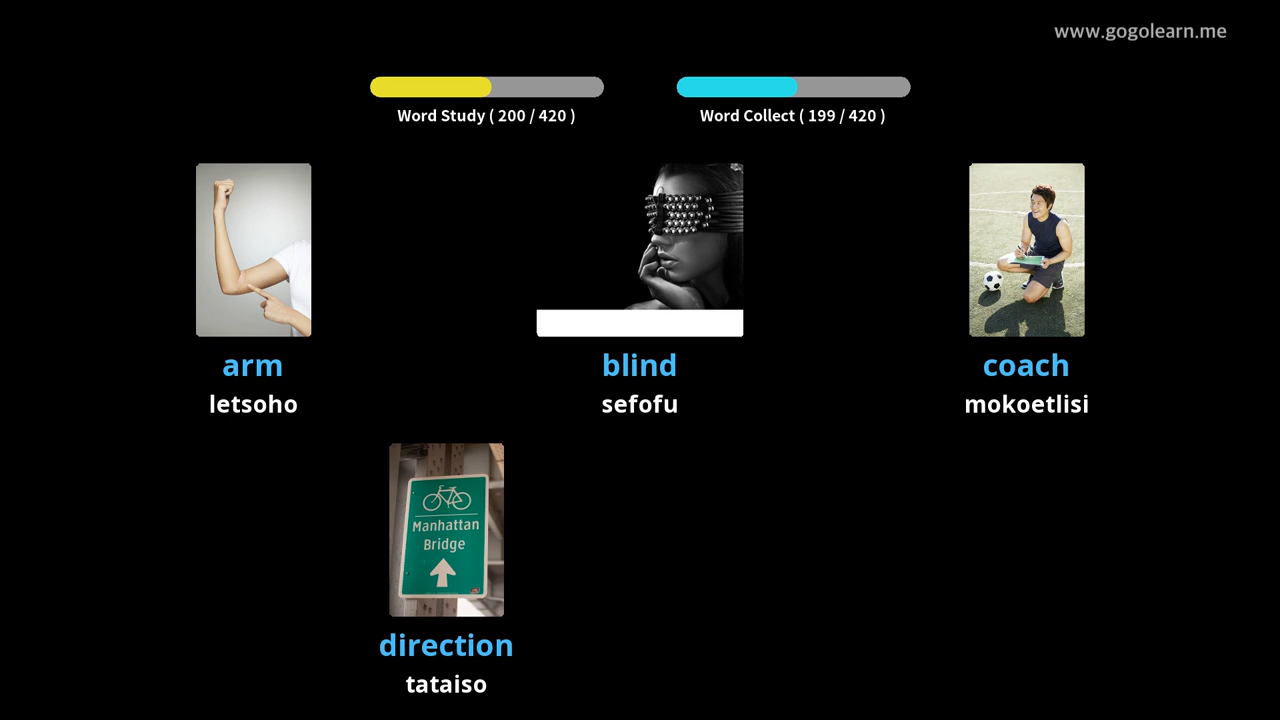 www.gogolearn.me
Word Study ( 200 / 420 )
Word Collect ( 199 / 420 )
arm
letsoho
blind
sefofu
coach
mokoetlisi
Manhattan
Bridge
direction
tataiso